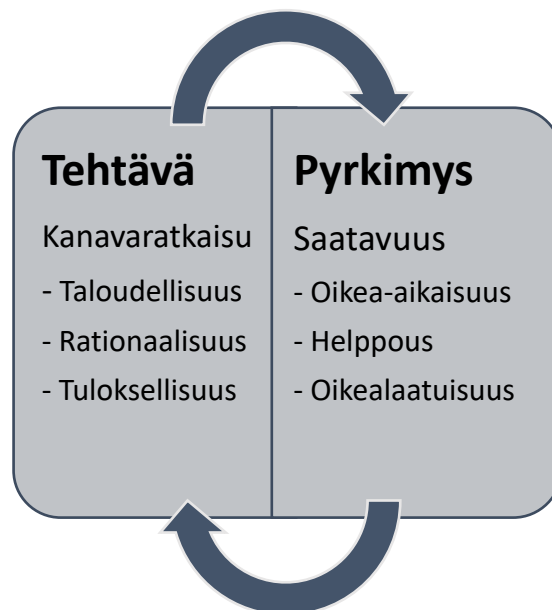 Tehtävä
Kanavaratkaisu
- Taloudellisuus
- Rationaalisuus
- Tuloksellisuus
Pyrkimys
Saatavuus
- Oikea-aikaisuus
- Helppous
- Oikealaatuisuus